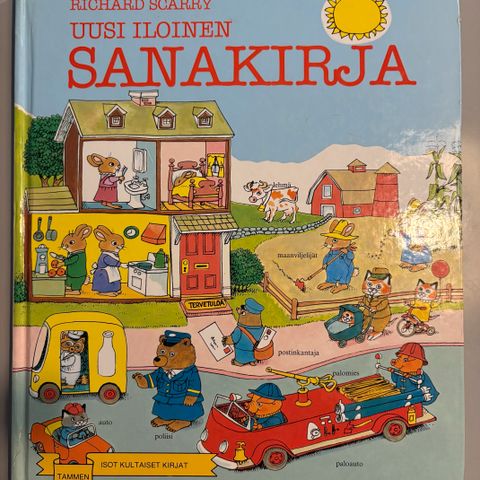 RICHARD SCARRY
UUSI ILOINEN
SANAKIRJA
lehmä
maanviljelijät
TERVETULOA
postinkantaja
palomies
auto
poliisi
paloauto
ISOT KULTAISET KIRJAT
TAMMEN